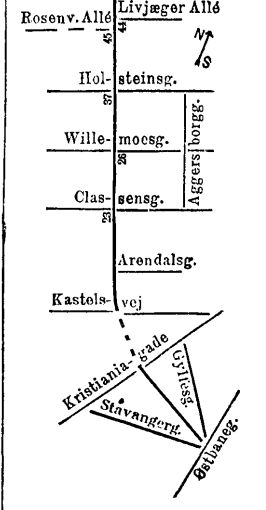 Livjæger Allé
Rosenv. Allé
44
45
N
S
Hol- steinsg.
37
Wille- moesg.
26
Aggersborgg.
Clas- sensg.
23
Arendalsg.
Kastels- vej
Kristiania-gade
Gylfesg.
Stavangerg.
Østbaneg.